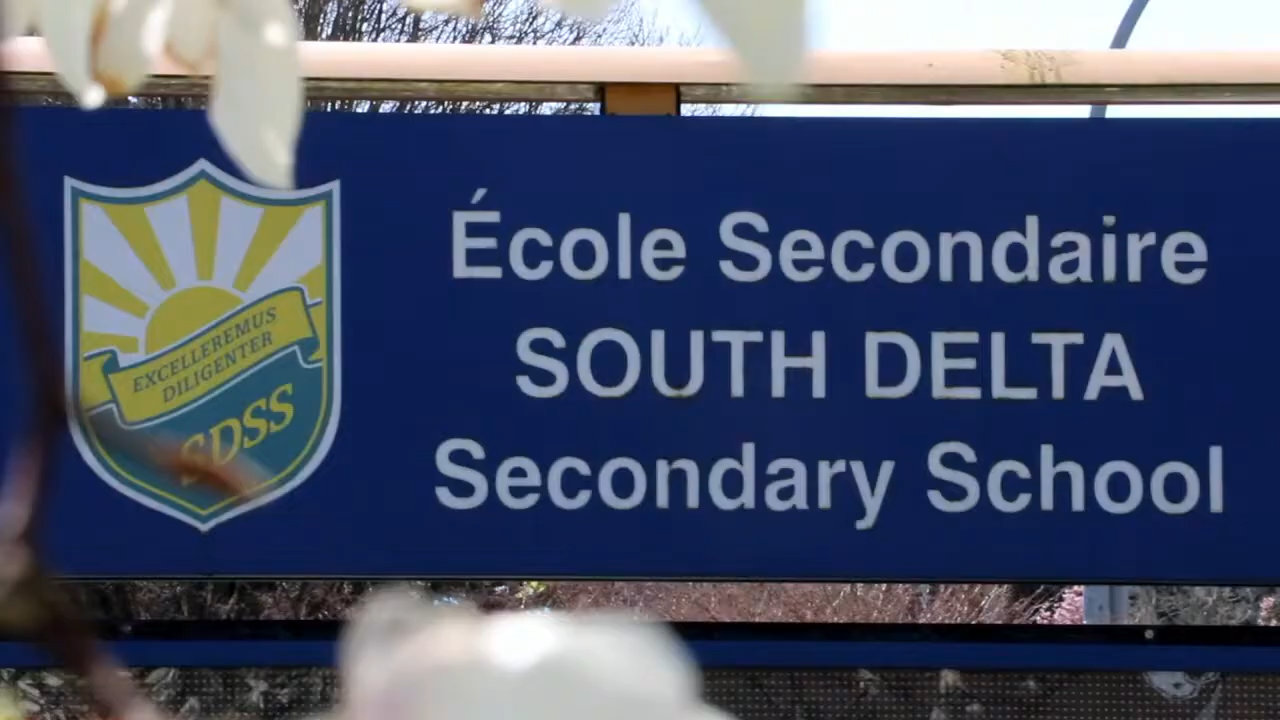 EXCELLEREMUS
DILIGENTER
SDSS
École Secondaire
SOUTH DELTA
Secondary School